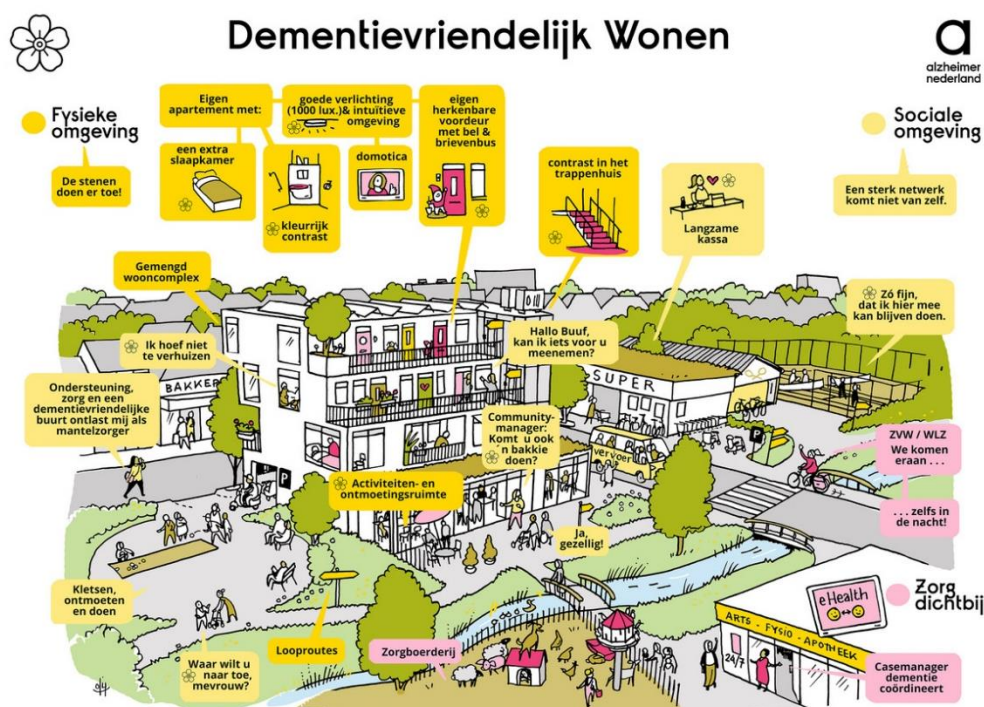 Dementievriendelijk Wonen
a
alzheimer
nederland
Fysieke
omgeving
De stenen
doen er toe!
Eigen
apartement met:
goede verlichting
(1000 lux.)& intuïtieve
omgeving
eigen
herkenbare
voordeur
met bel &
brievenbus
een extra
slaapkamer
kleurrijk
contrast
domotica
contrast in het
trappenhuis
Langzame
kassa
Sociale
omgeving
Een sterk netwerk
komt niet van zelf.
Gemengd
wooncomplex
Zó fijn,
dat ik hier mee
kan blijven doen.
Ik hoef niet
te verhuizen
Hallo Buuf,
kan ik iets voor u
meenemen?
BAKKER
SUPER
Ondersteuning,
zorg en een
dementievriendelijke
buurt ontlast mij als
mantelzorger
Community-
manager:
Komt u ook
'n bakkie
doen?
vervoer
P
P
ZVW / WLZ
We komen
eraan . . .
. . . zelfs in
de nacht!
Activiteiten- en
ontmoetingsruimte
Ja,
gezellig!
Kletsen,
ontmoeten
en doen
Looproutes
Zorgboerderij
Waar wilt u
naar toe,
mevrouw?
eHealth
Zorg
dichtbij
ARTS - FYSIO - APOTHEEK
24/7
Casemanager
dementie
coördineert